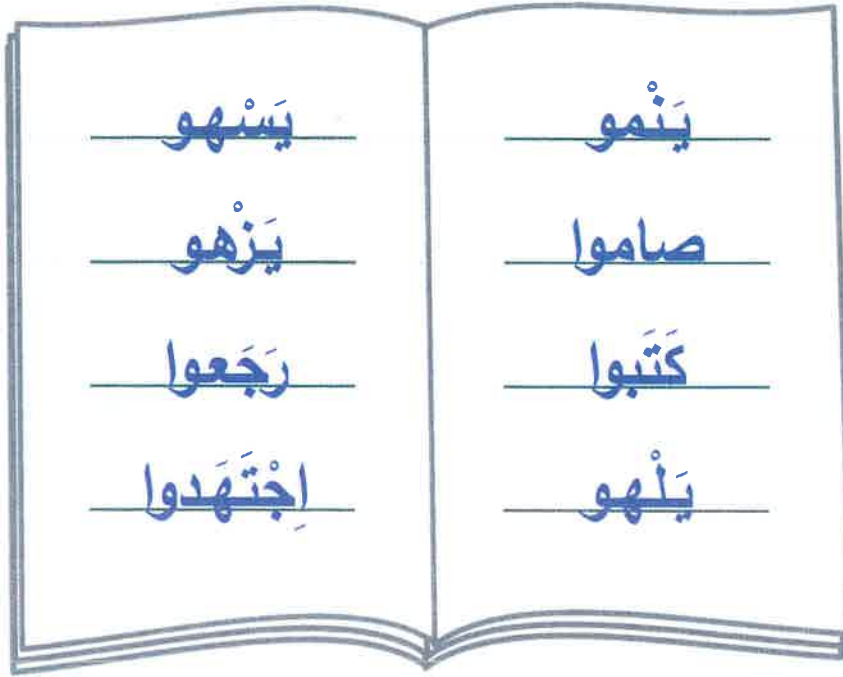 يَنْمو
صاموا
كَتَبوا
يَلْهو
يَسْهو
يَزْهو
رَجَعوا
اِجْتَهَدوا